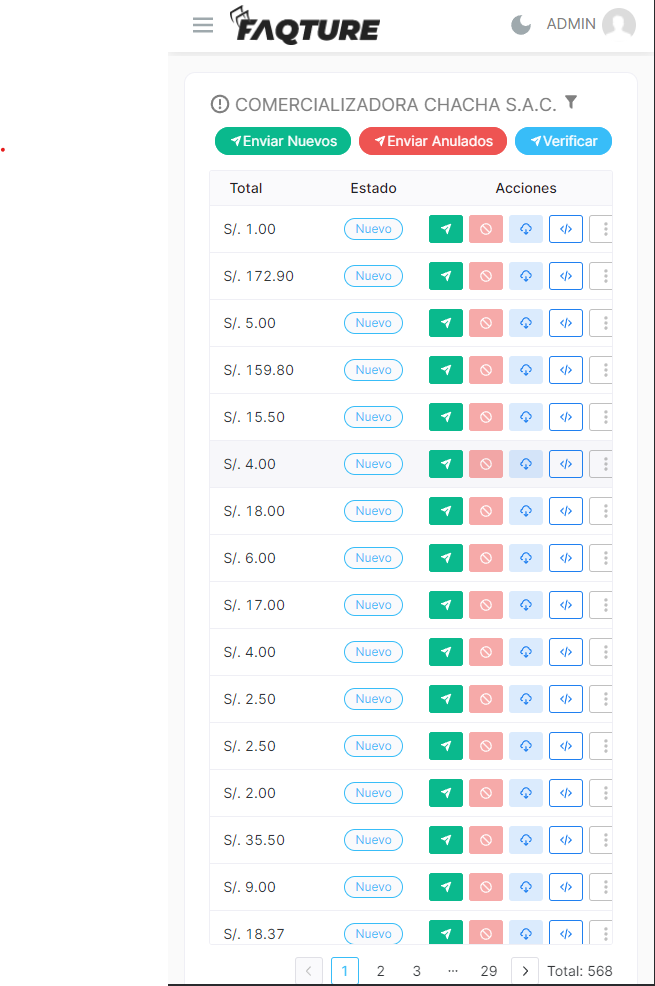 FAQTURE
ADMIN
COMERCIALIZADORA CHACHA S.A.C.
Enviar Nuevos Enviar Anulados Verificar
Total Estado Acciones
S/. 1.00 Nuevo
S/. 172.90 Nuevo
S/. 5.00 Nuevo
S/. 159.80 Nuevo
S/. 15.50 Nuevo
S/. 4.00 Nuevo
S/. 18.00 Nuevo
S/. 6.00 Nuevo
S/. 17.00 Nuevo
S/. 4.00 Nuevo
S/. 2.50 Nuevo
S/. 2.50 Nuevo
S/. 2.00 Nuevo
S/. 35.50 Nuevo
S/. 9.00 Nuevo
S/. 18.37 Nuevo
< 1 2 3 ··· 29 > Total: 568